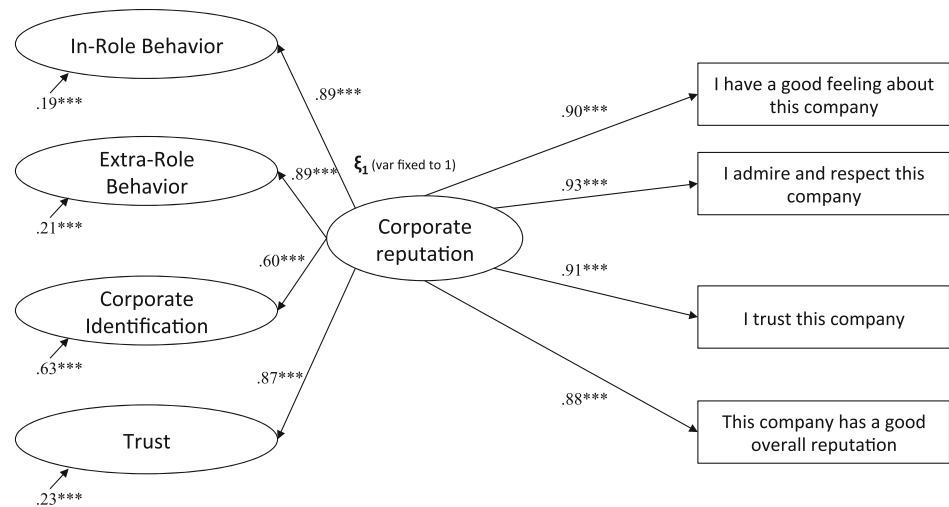 In-Role Behavior
.19***
.89***
Extra-Role
Behavior
.21***
.89***
ξ1 (var fixed to 1)
Corporate
reputation
Corporate
Identification
.63***
.60***
Trust
.23***
.87***
.90***
I have a good feeling about
this company
.93***
I admire and respect this
company
.91***
I trust this company
.88***
This company has a good
overall reputation